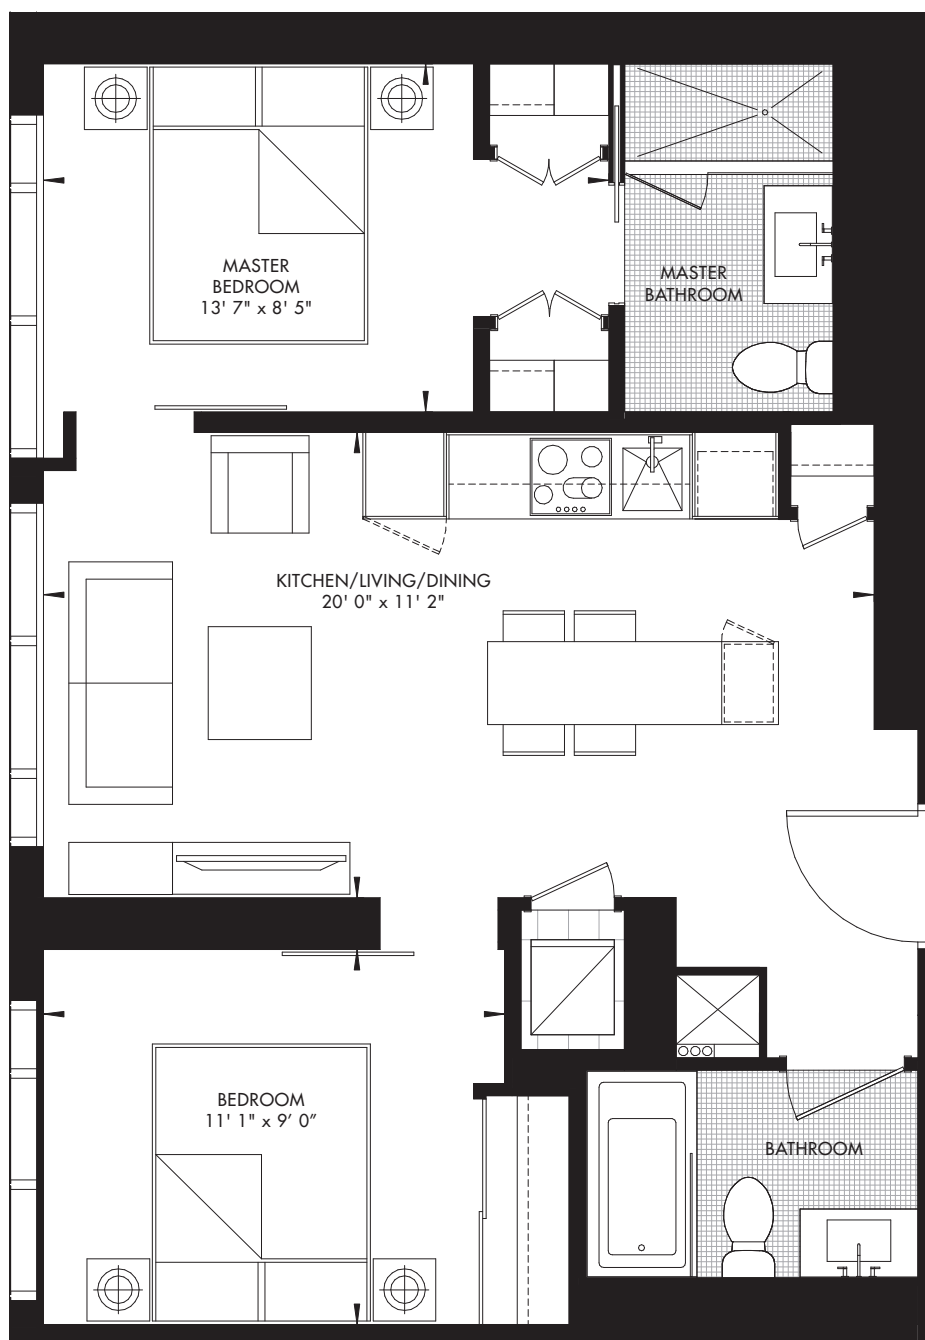 MASTER
BEDROOM
13' 7" x 8' 5"
MASTER
BATHROOM
KITCHEN/LIVING/DINING
20' 0" x 11' 2"
BEDROOM
11' 1" x 9’ 0”
BATHROOM